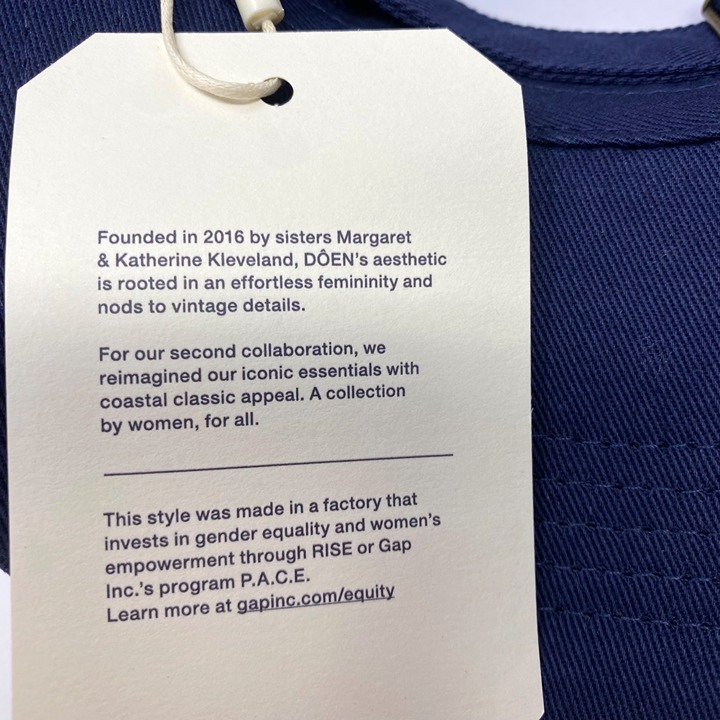 Founded in 2016 by sisters Margaret
& Katherine Kleveland, DÔEN's aesthetic
is rooted in an effortless femininity and
nods to vintage details.
For our second collaboration, we
reimagined our iconic essentials with
coastal classic appeal. A collection
by women, for all.
This style was made in a factory that
invests in gender equality and women's
empowerment through RISE or Gap
Inc.'s program P.A.C.E.
Learn more at gapinc.com/equity